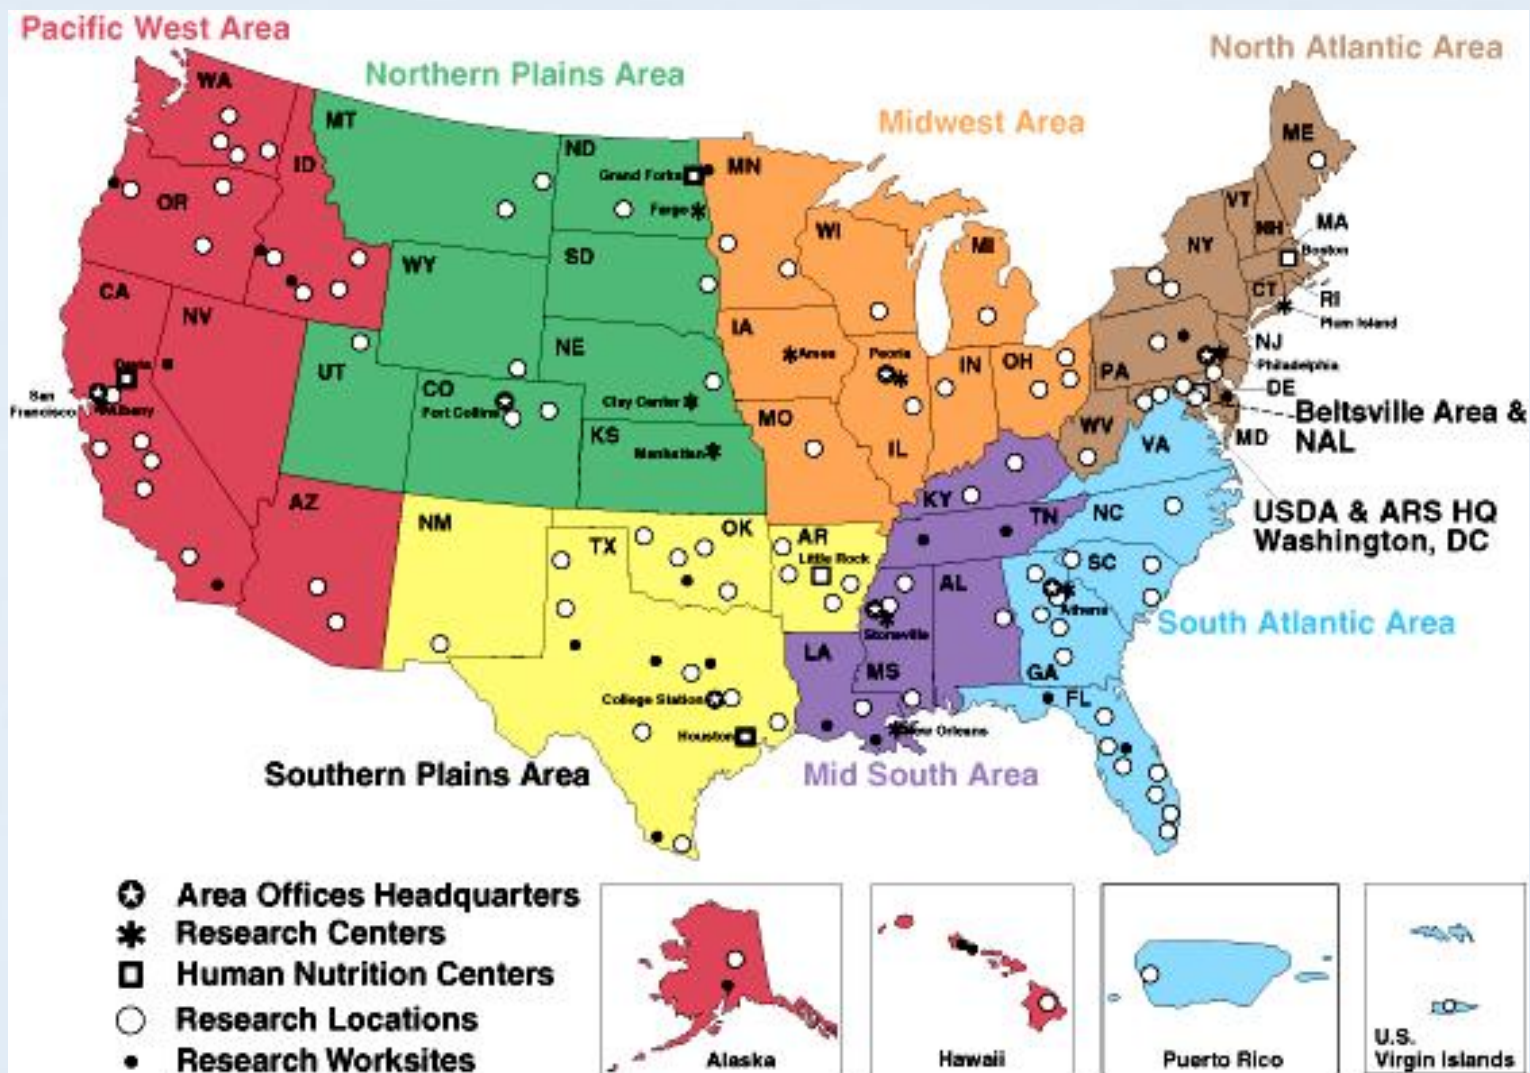 Pacific West Area
North Atlantic Area
Northern Plains Area
Midwest Area
WA
MT
ND
MN
ME
ID
Grand Forks
OR
Fargo
VT
NH
MA
WI
MI
NY
Boston
WY
SD
CA
CT
RI
NV
IA
Plum Island
NE
Ames
Peoria
IN
OH
NJ
Philadelphia
Davis
UT
CO
PA
DE
San
Francisco
Albany
Fort Collins
Clay Center
MO
Beltsville Area &
NAL
KS
WV
MD
VA
Manhattan
IL
AZ
KY
NM
OK
TN
NC
USDA & ARS HQ
Washington, DC
TX
AR
Little Rock
SC
AL
Athens
South Atlantic Area
Stoneville
LA
MS
GA
College Station
FL
Houston
New Orleans
Southern Plains Area
Mid South Area
Area Offices Headquarters
Research Centers
Human Nutrition Centers
Research Locations
Research Worksites
Alaska
Hawaii
Puerto Rico
U.S.
Virgin Islands